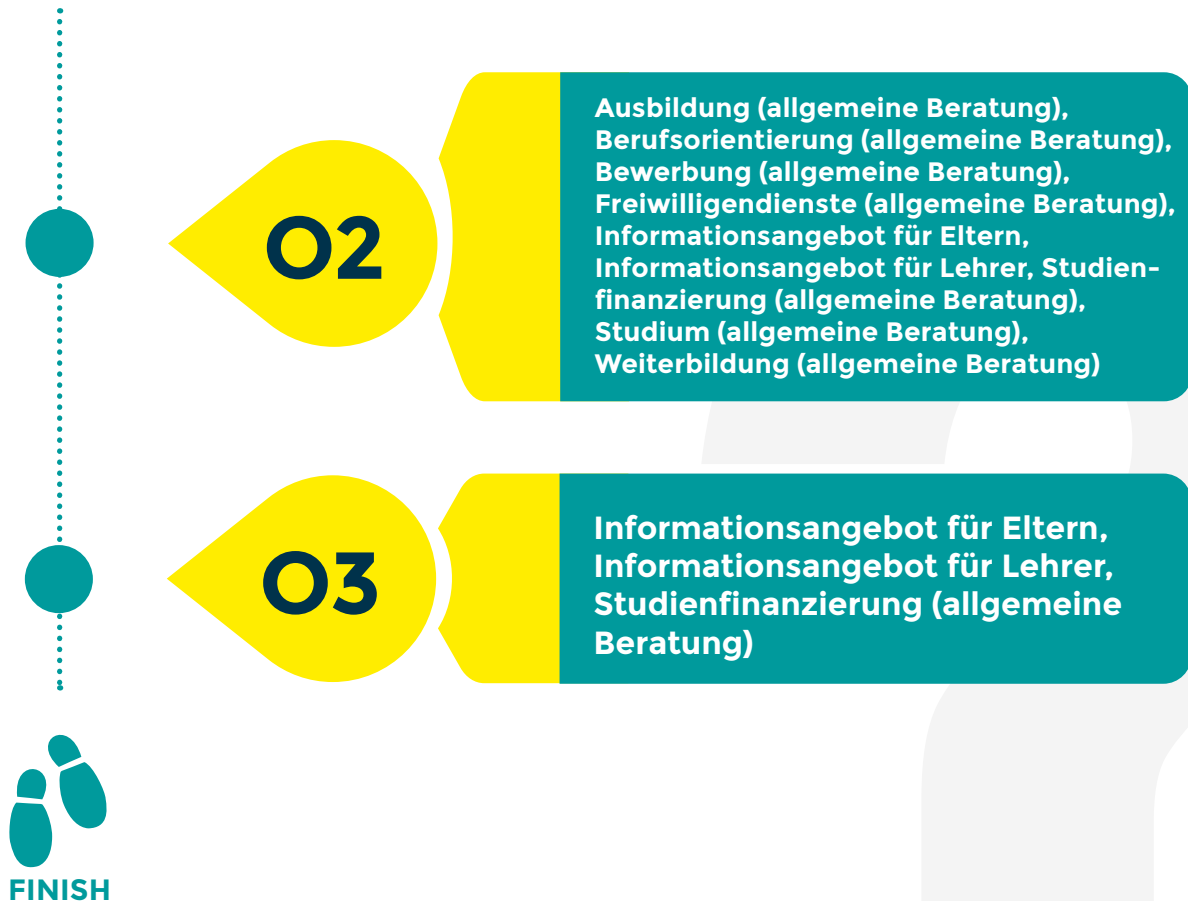 02
Ausbildung (allgemeine Beratung),
Berufsorientierung (allgemeine Beratung),
Bewerbung (allgemeine Beratung),
Freiwilligendienste (allgemeine Beratung),
Informationsangebot für Eltern,
Informationsangebot für Lehrer, Studien-
finanzierung (allgemeine Beratung),
Studium (allgemeine Beratung),
Weiterbildung (allgemeine Beratung)
03
Informationsangebot für Eltern,
Informationsangebot für Lehrer,
Studienfinanzierung (allgemeine
Beratung)
FINISH